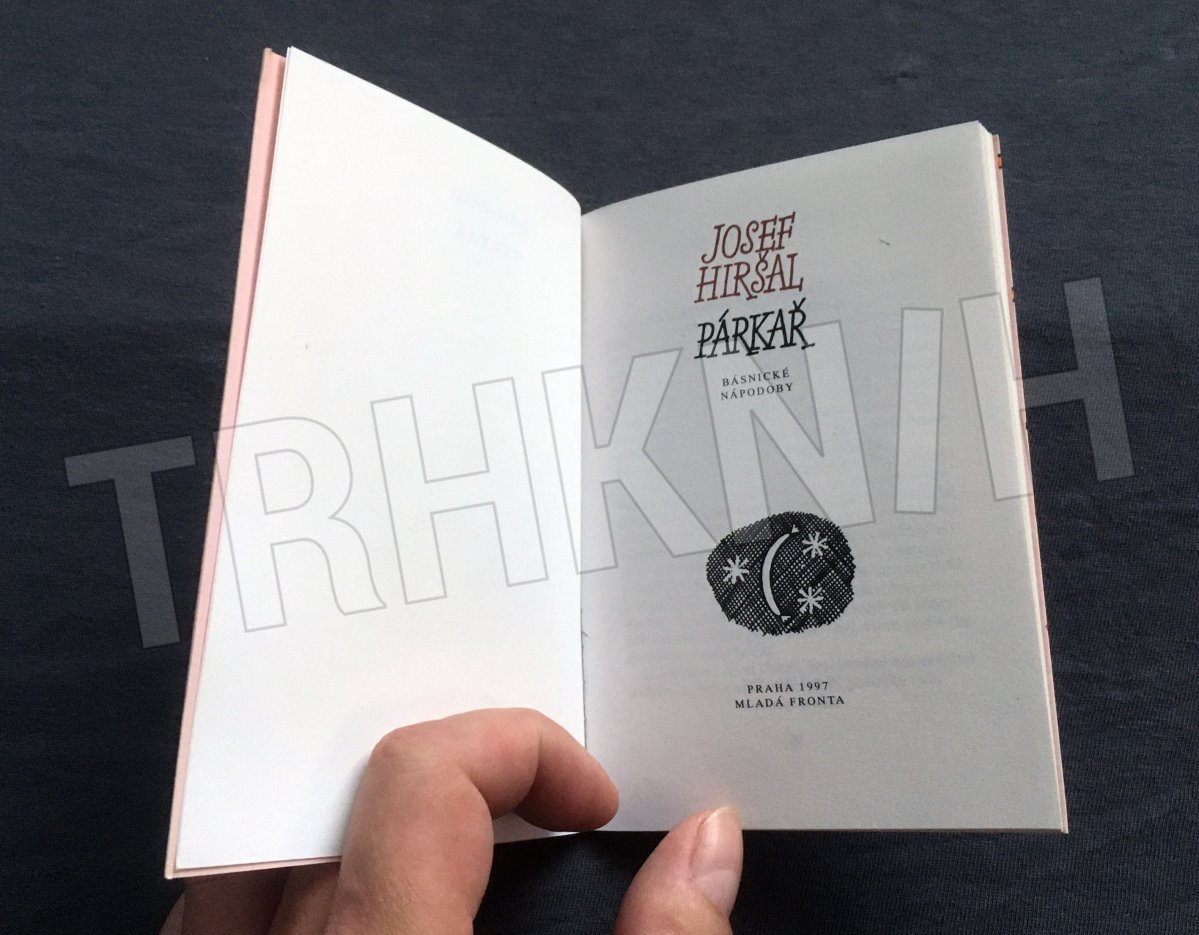 JOSEF
HIRŠAL
PÁRKAŘ
BÁSNICKÉ
NÁPODOBY
TRHKNIH
PRAHA 1997
MLADÁ FRONTA